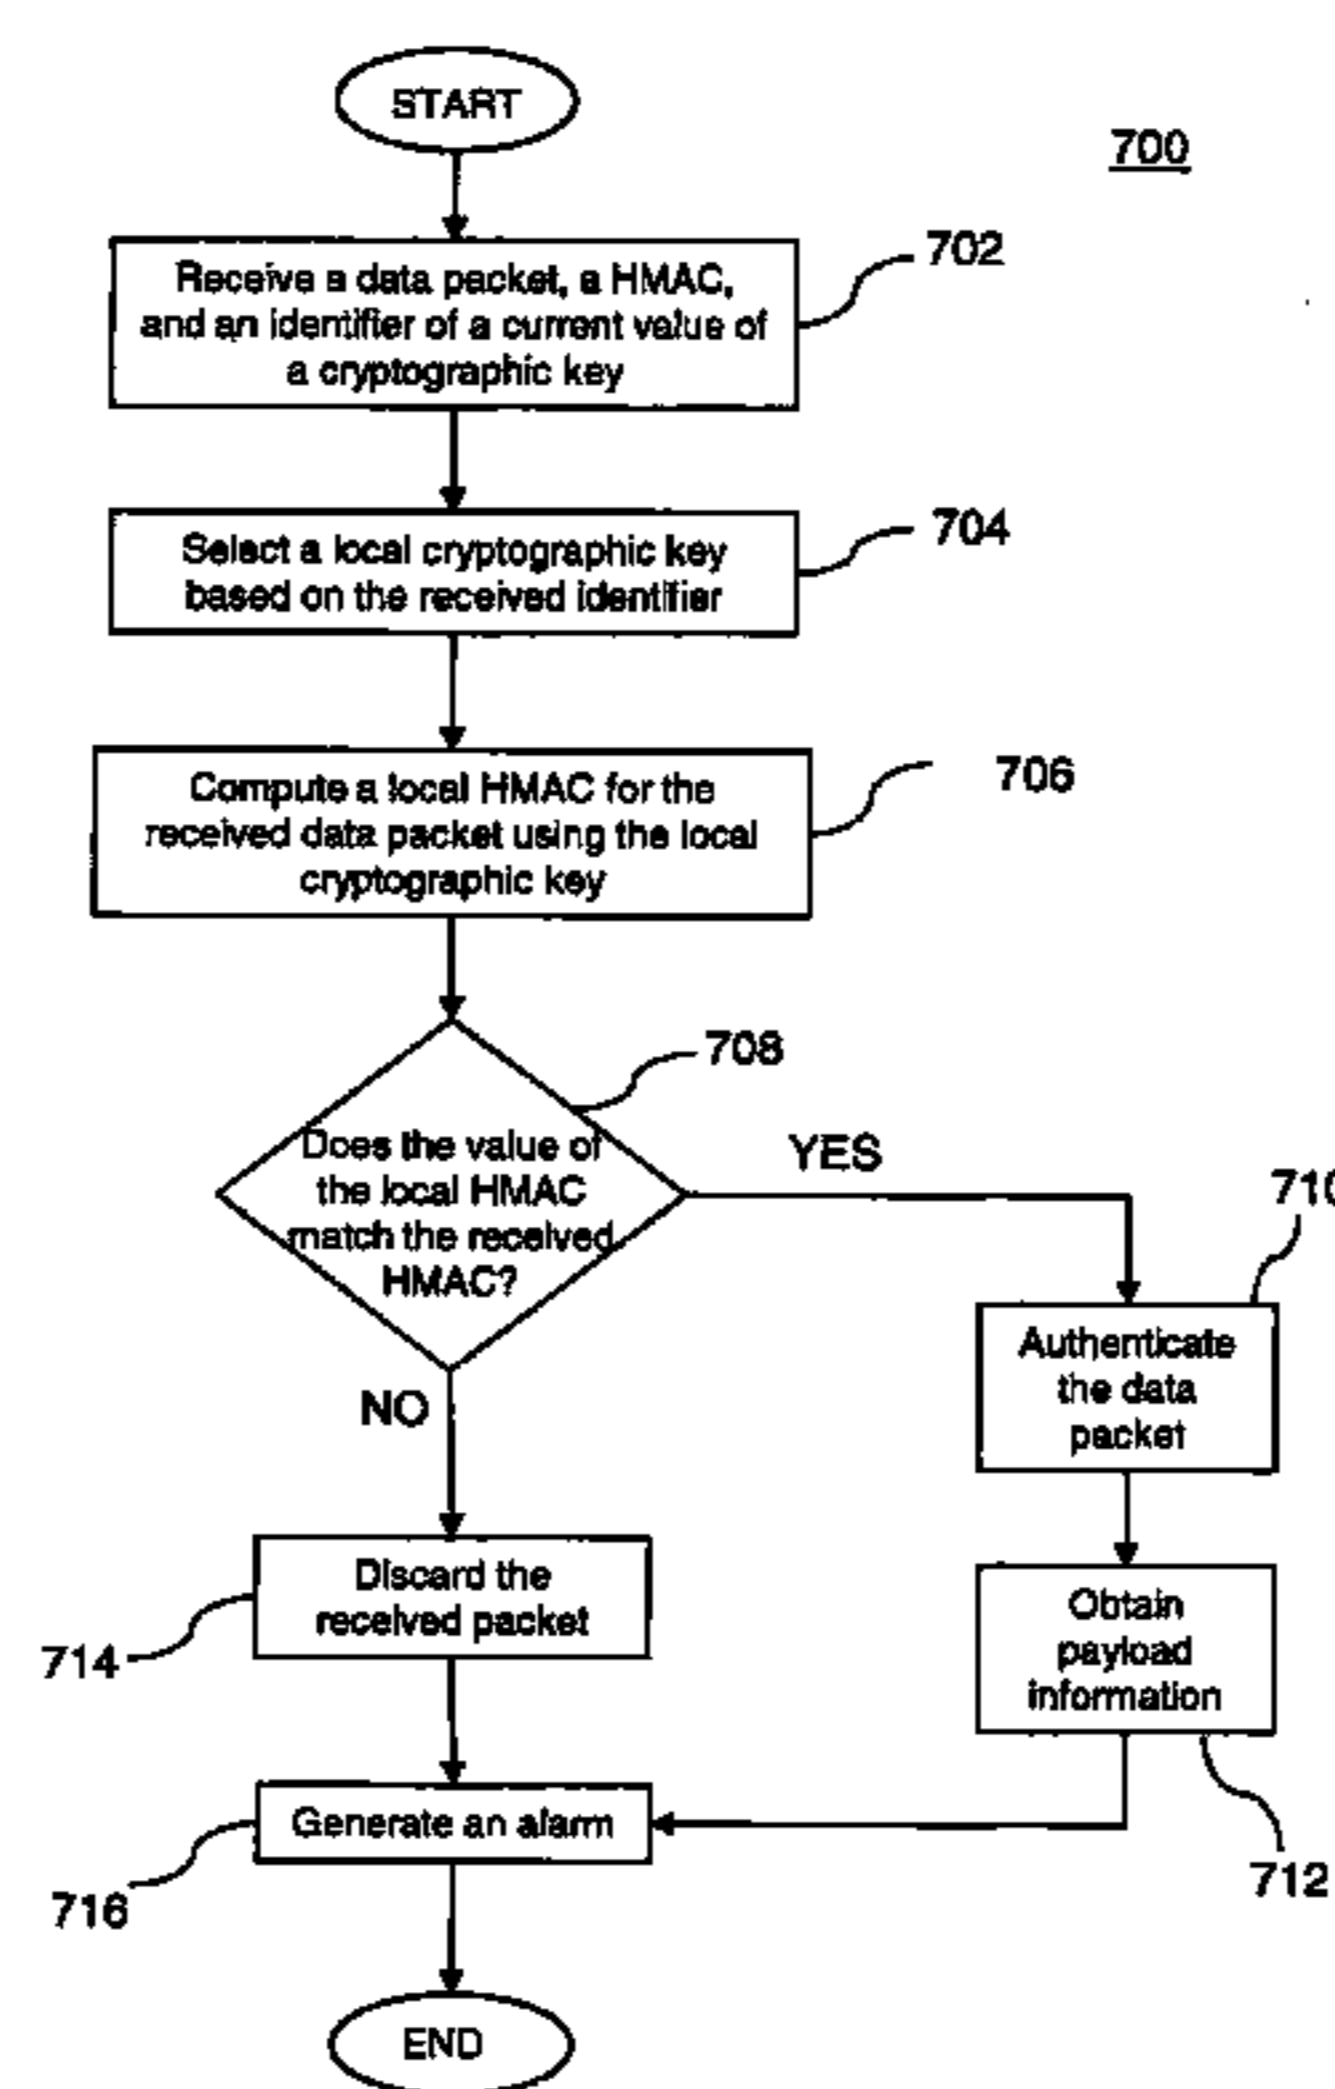 START
700
702
Receive a data packet, a HMAC,
and an identifier of a current value of
a cryptographic key
704
Select a local cryptographic key
based on the received identifier
706
Compute a local HMAC for the
received data packet using the local
cryptographic key
708
Does the value of
the local HMAC
match the received
HMAC?
YES
710
NO
Authenticate
the data
packet
Discard the
received packet
714
Obtain
payload
information
Generate an alarm
716
712
END